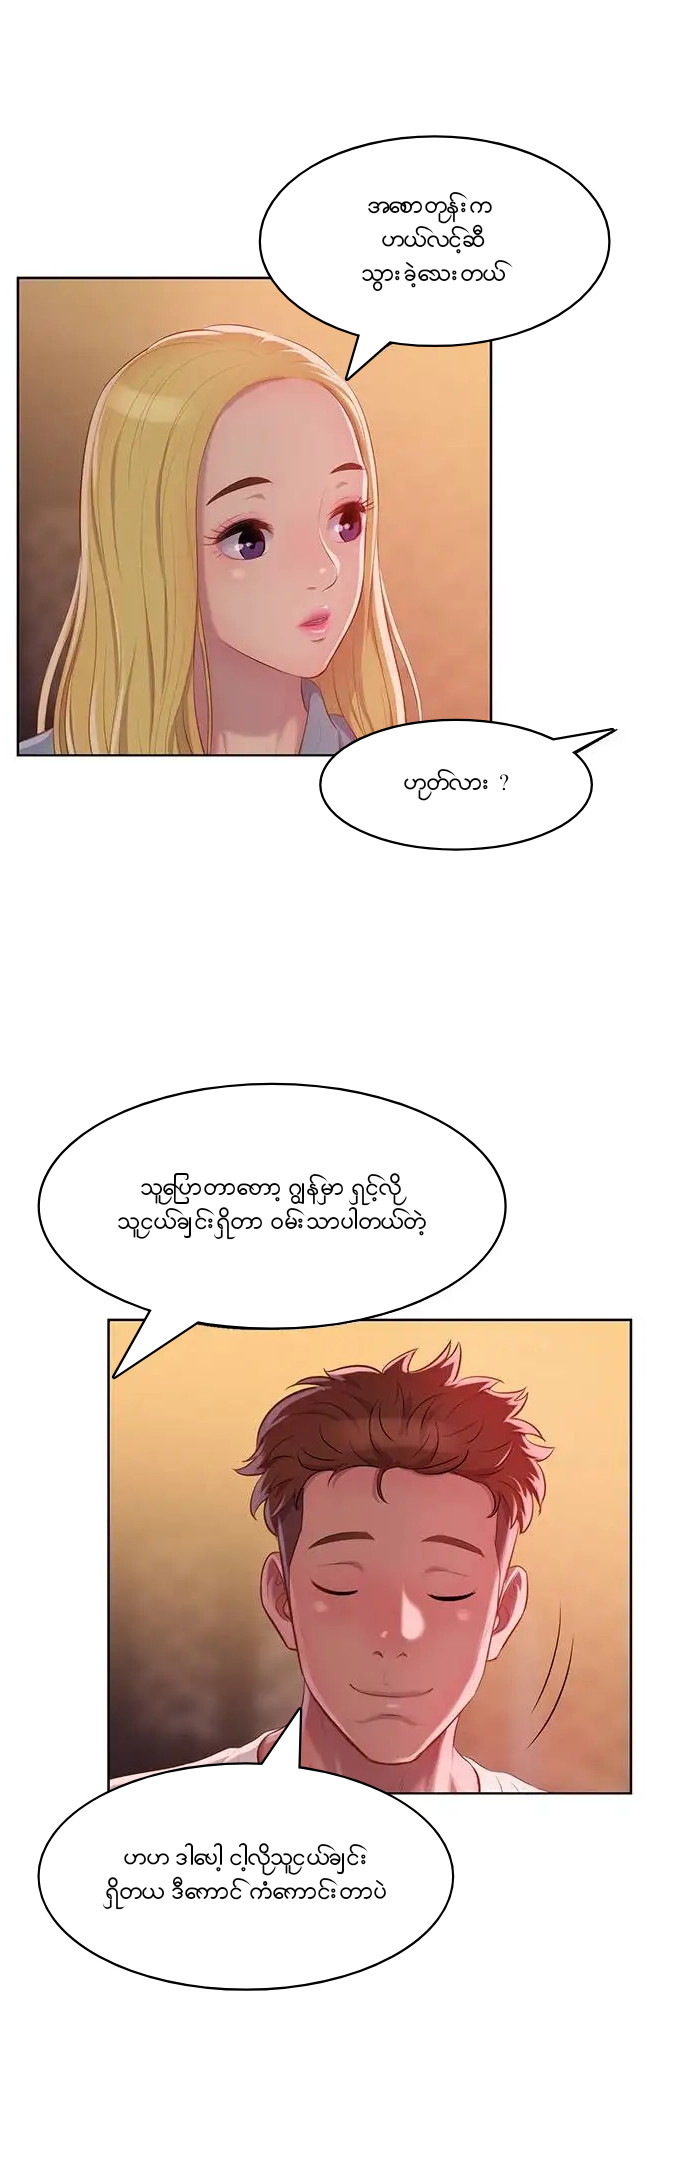 အစောတုန်းက
ဟယ်လင့်ဆီ
သွားခဲ့သေးတယ်
ဟုတ်လား ?
သူပြောတာတော့ ဂျွန်မှာ ရှင့်လို
သူငယ်ချင်းရှိတာ ဝမ်းသာပါတယ်တဲ့
ဟဟ ဒါပေါ့ ငါ့လိုသူငယ်ချင်း
ရှိတယ ဒီကောင် ကံကောင်းတာပဲ